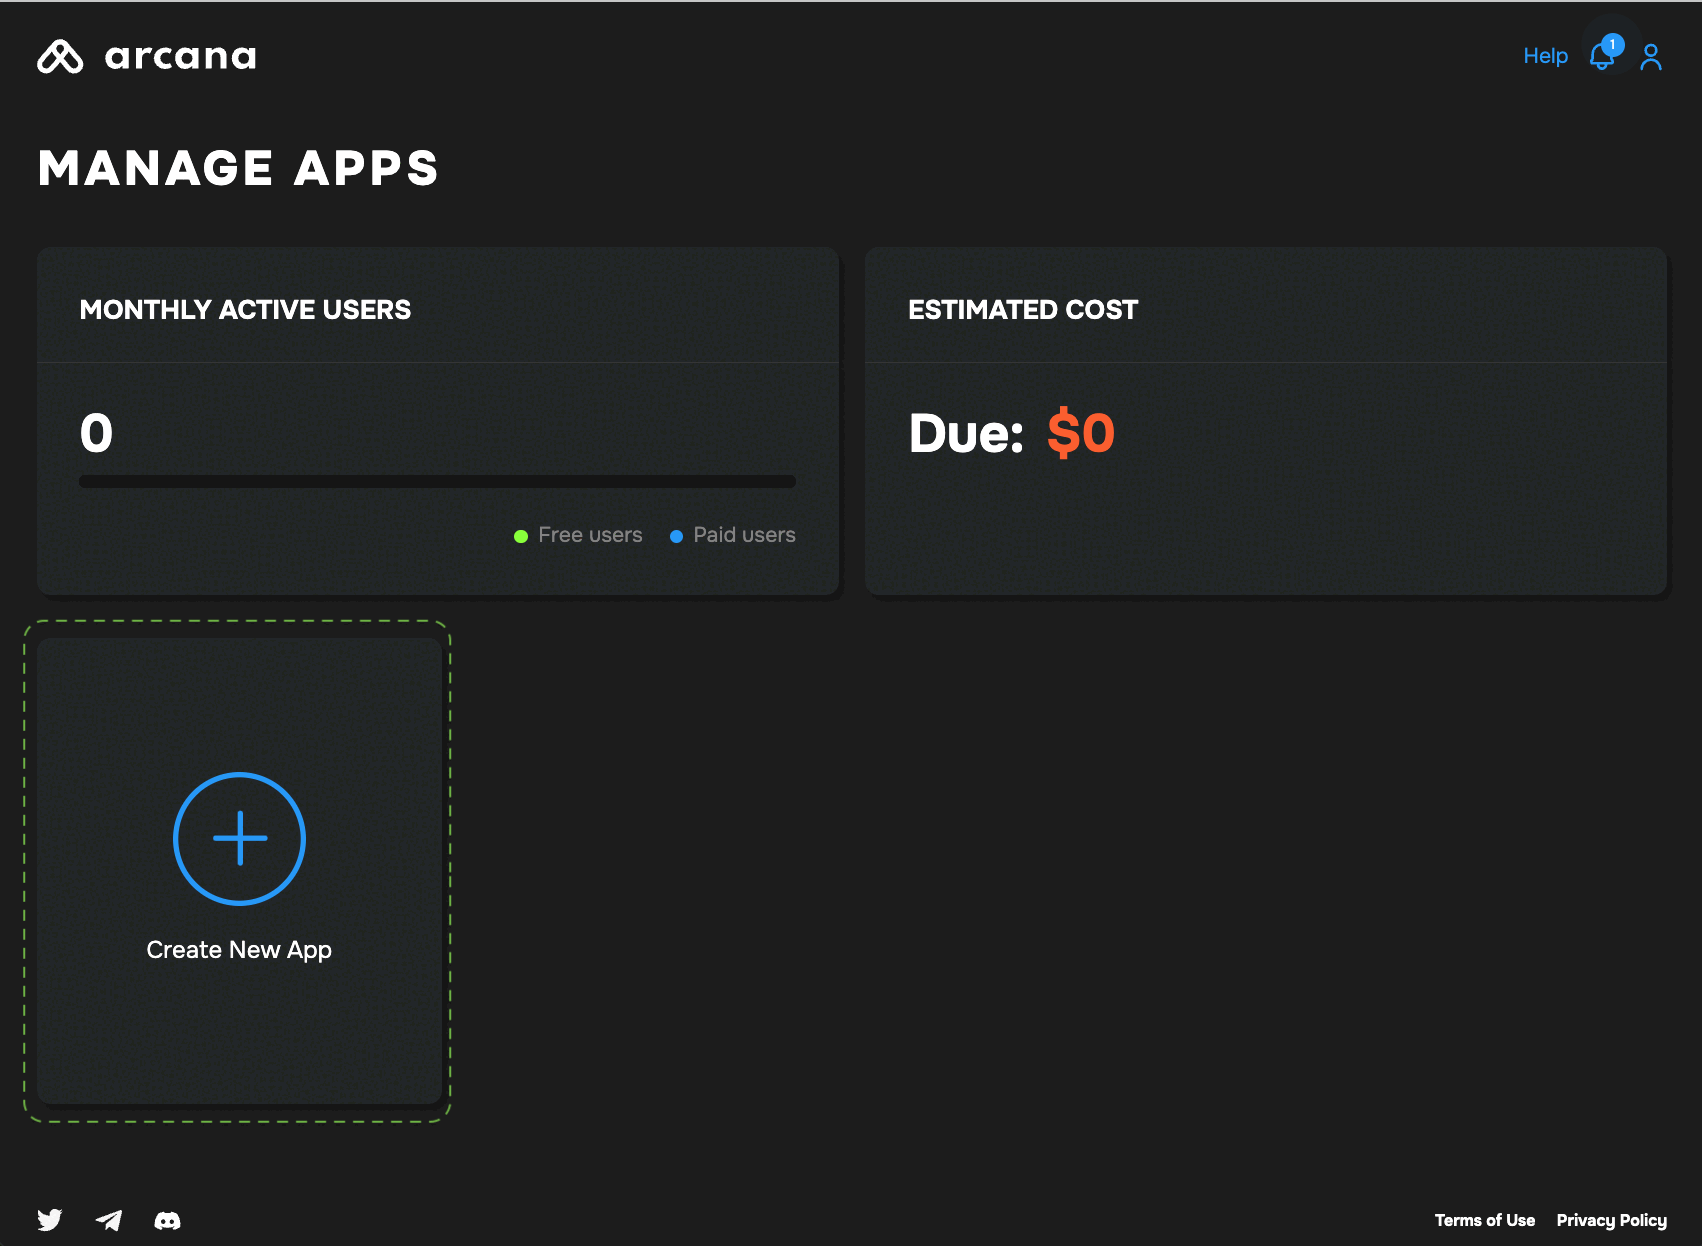 arcana
Help
1
MANAGE APPS
MONTHLY ACTIVE USERS
0
Free users
Paid users
ESTIMATED COST
Due: $0
Create New App
Terms of Use
Privacy Policy